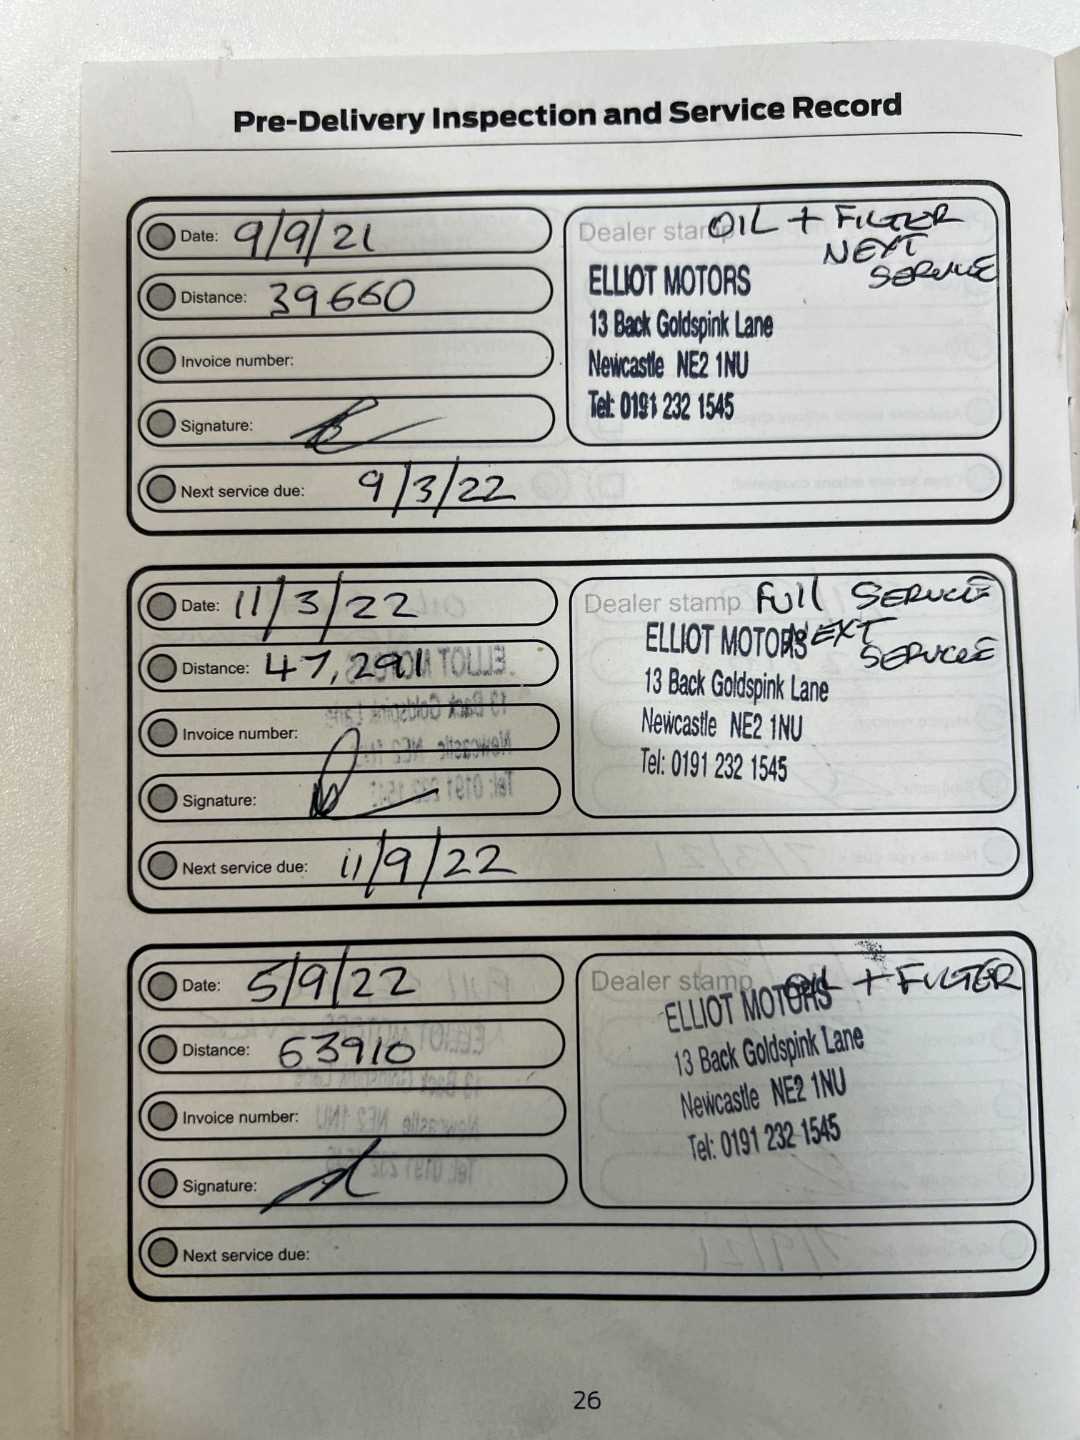 Pre-Delivery Inspection and Service Record
Date: 9/9/21
Distance: 39660
Invoice number:
Signature:
Next service due: 9/3/22
Dealer stamp OIL + FILTER
NEXT
SERVICE
ELLIOT MOTORS
13 Back Goldspink Lane
Newcastle NE2 1NU
Tel: 0191 232 1545
Date: 11/3/22
Distance: 47,291
Invoice number:
Signature:
Next service due: 11/9/22
Dealer stamp FUll SERVICE
NEXT
SERVICE
ELLIOT MOTORS
13 Back Goldspink Lane
Newcastle NE2 1NU
Tel: 0191 232 1545
Date: 5/9/22
Distance: 63910
Invoice number:
Signature:
Next service due:
Dealer stamp OIL + FILTER
ELLIOT MOTORS
13 Back Goldspink Lane
Newcastle NE2 1NU
Tel: 0191 232 1545
26